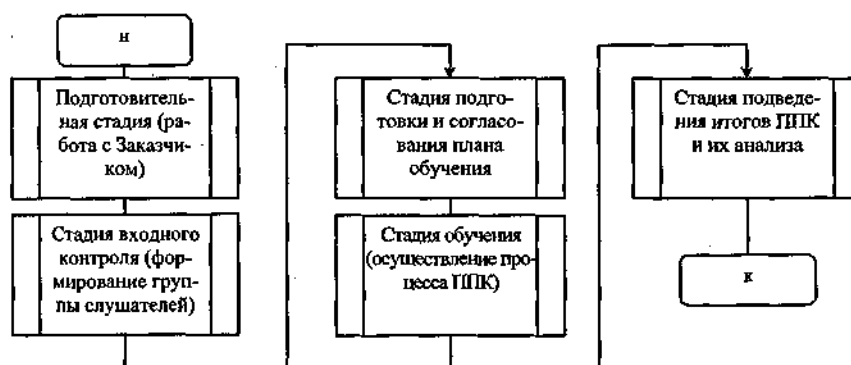 н
Подготовитель-
ная стадия (ра-
бота с Заказчи-
ком)
Стадия входного
контроля (фор-
мирование груп-
пы слушателей)
Стадия подго-
товки и согласо-
вания плана
обучения
Стадия обучения
(осуществление про-
цесса ППК)
Стадия подведе-
ния итогов ППК
и их анализа
к